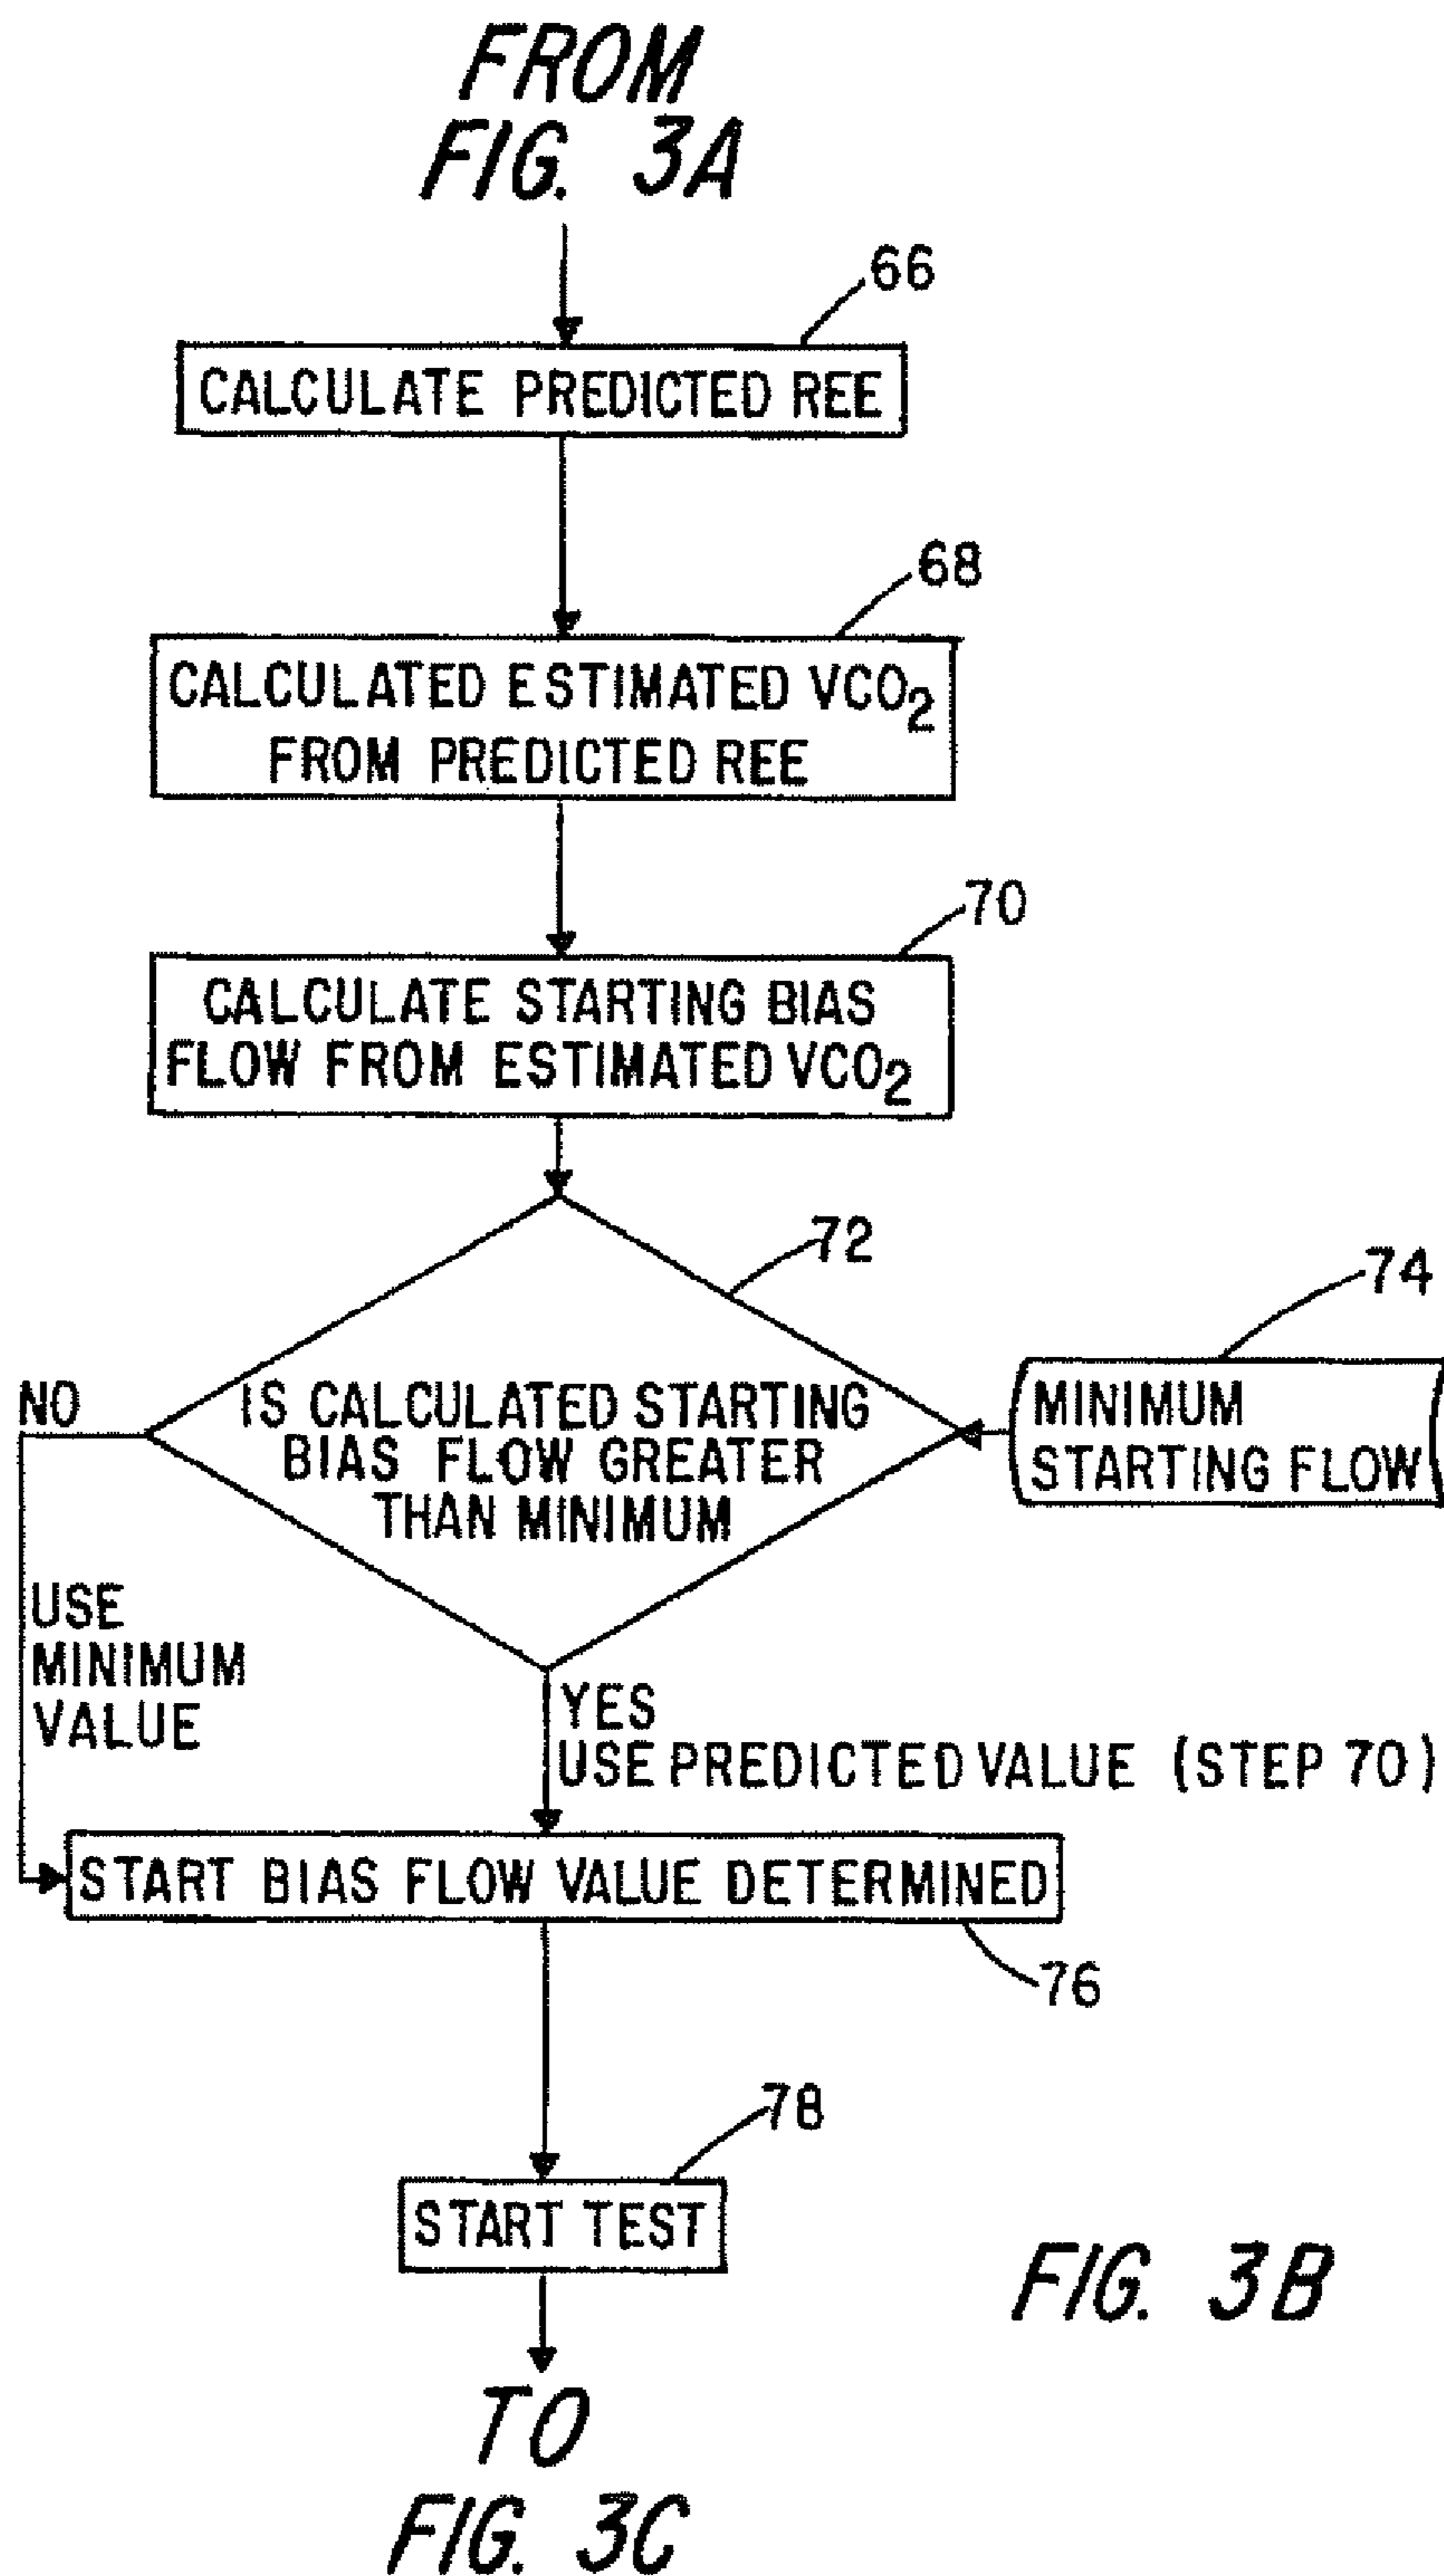 FROM
FIG. 3A
66
CALCULATE PREDICTED REE
68
CALCULATED ESTIMATED VCO2
FROM PREDICTED REE
70
CALCULATE STARTING BIAS
FLOW FROM ESTIMATED VCO2
72
74
NO
IS CALCULATED STARTING
BIAS FLOW GREATER
THAN MINIMUM
MINIMUM
STARTING FLOW
USE
MINIMUM
VALUE
YES
USE PREDICTED VALUE (STEP 70)
START BIAS FLOW VALUE DETERMINED
76
78
START TEST
FIG. 3B
TO
FIG. 3C